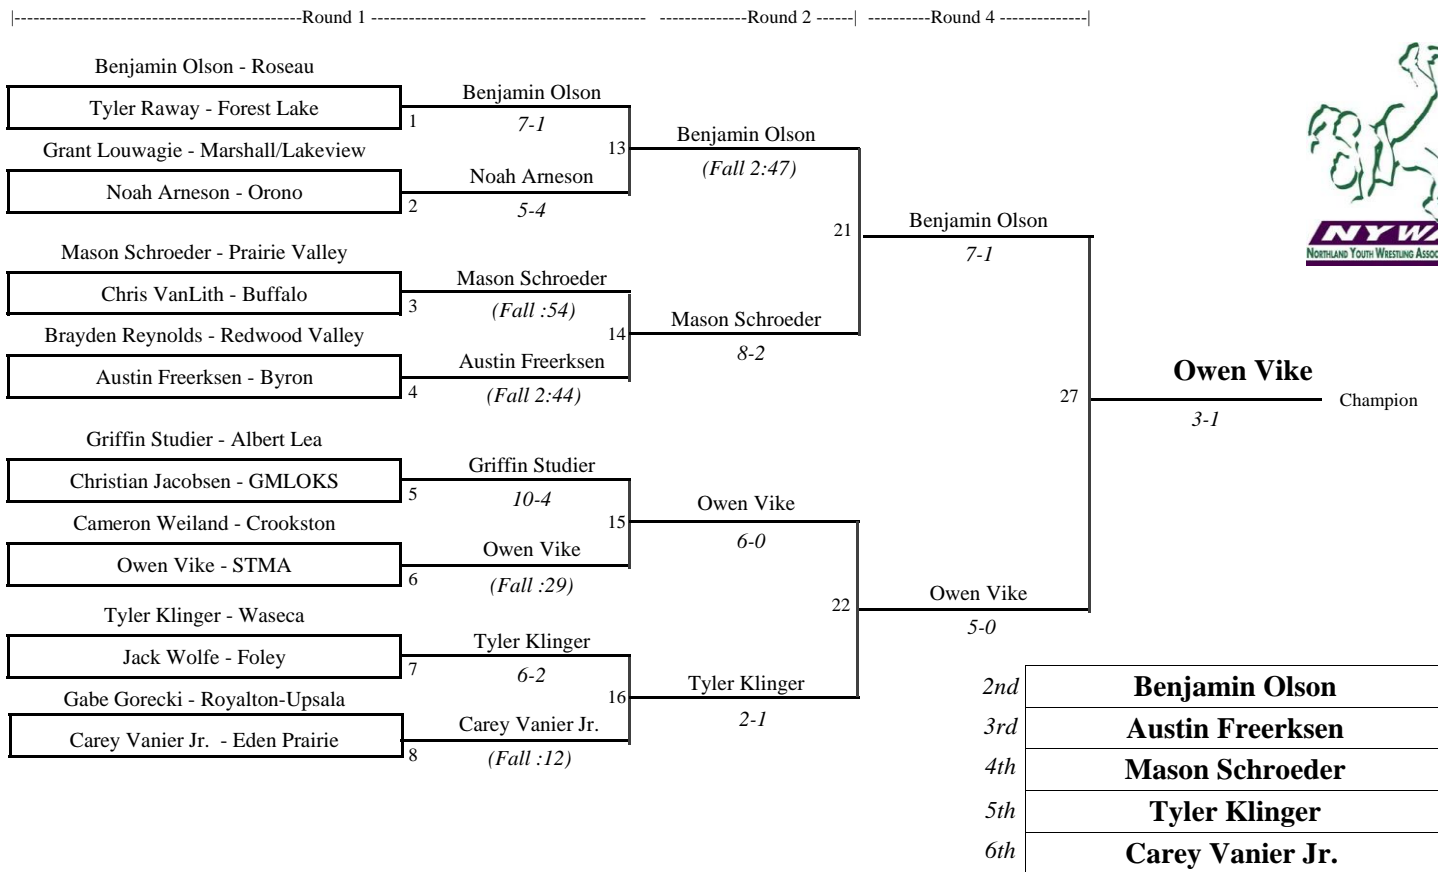 |----------------------------------------------Round 1 -------------------------------------------- --------------Round 2 ------| ----------Round 4 --------------|
Benjamin Olson - Roseau
Tyler Raway - Forest Lake
1
Benjamin Olson
7-1
Grant Louwagie - Marshall/Lakeview
Noah Arneson - Orono
2
Noah Arneson
5-4
13
Benjamin Olson
(Fall 2:47)
Mason Schroeder - Prairie Valley
Chris VanLith - Buffalo
3
Mason Schroeder
(Fall :54)
Brayden Reynolds - Redwood Valley
Austin Freerksen - Byron
4
Austin Freerksen
(Fall 2:44)
14
Mason Schroeder
8-2
21
Benjamin Olson
7-1
Griffin Studier - Albert Lea
Christian Jacobsen - GMLOKS
5
Griffin Studier
10-4
Cameron Weiland - Crookston
Owen Vike - STMA
6
Owen Vike
(Fall :29)
15
Owen Vike
6-0
Tyler Klinger - Waseca
Jack Wolfe - Foley
7
Tyler Klinger
6-2
Gabe Gorecki - Royalton-Upsala
Carey Vanier Jr.  - Eden Prairie
8
Carey Vanier Jr.
(Fall :12)
16
Tyler Klinger
2-1
22
Owen Vike
5-0
27
Owen Vike
3-1
Champion
NYWA
NORTHLAND YOUTH WRESTLING
2nd Benjamin Olson
3rd Austin Freerksen
4th Mason Schroeder
5th Tyler Klinger
6th Carey Vanier Jr.